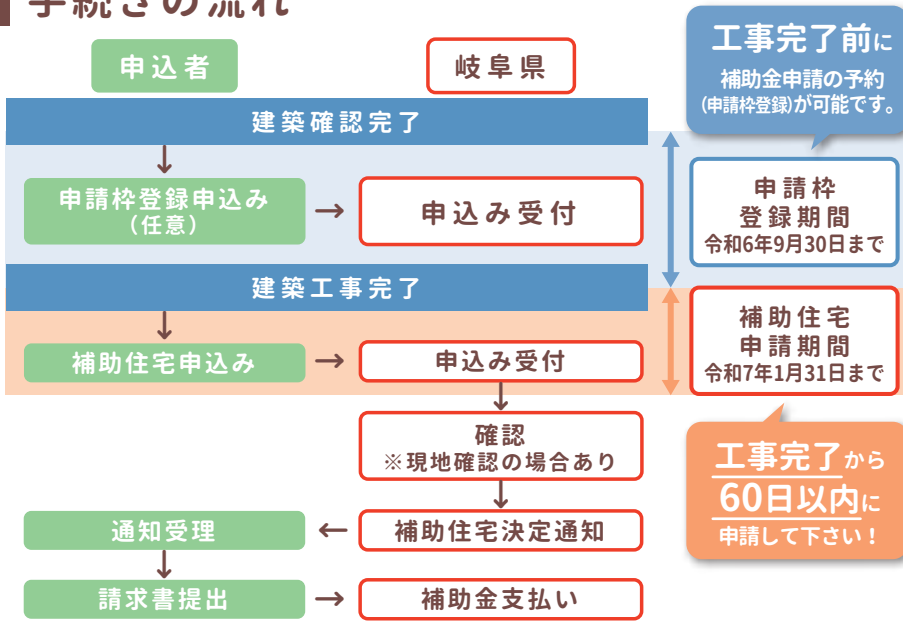 手続きの流れ
申込者
岐阜県
工事完了前に
補助金申請の予約
(申請枠登録)が可能です。
建築確認完了
↓
申請枠登録申込み
（任意）
→
申込み受付
申請枠
登録期間
令和6年9月30日まで
建築工事完了
↓
補助住宅申込み
→
申込み受付
補助住宅
申請期間
令和7年1月31日まで
↓
確認
※現地確認の場合あり
↓
工事完了から
60日以内に
申請して下さい！
通知受理
←
補助住宅決定通知
↓
請求書提出
→
補助金支払い